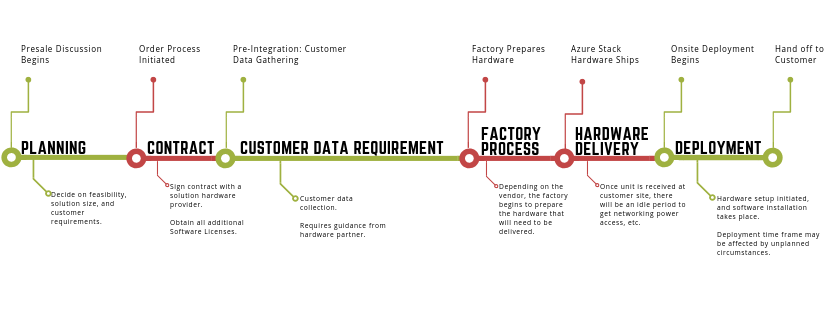 Presale Discussion
Begins
Order Process
Initiated
Pre-Integration: Customer
Data Gathering
Factory Prepares
Hardware
Azure Stack
Hardware Ships
Onsite Deployment
Begins
Hand off to
Customer
PLANNING
CONTRACT
CUSTOMER DATA REQUIREMENT
FACTORY
PROCESS
HARDWARE
DELIVERY
DEPLOYMENT
Decide on feasibility,
solution size, and
customer
requirements.
Sign contract with a
solution hardware
provider.
Obtain all additional
Software Licenses.
Customer data
collection.
Requires guidance from
hardware partner.
Depending on the
vendor, the factory
begins to prepare
the hardware that
will need to be
delivered.
Once unit is received at
customer site, there
will be an idle period to
get networking power
access, etc.
Hardware setup initiated,
and software installation
takes place.
Deployment time frame may
be affected by unplanned
circumstances.